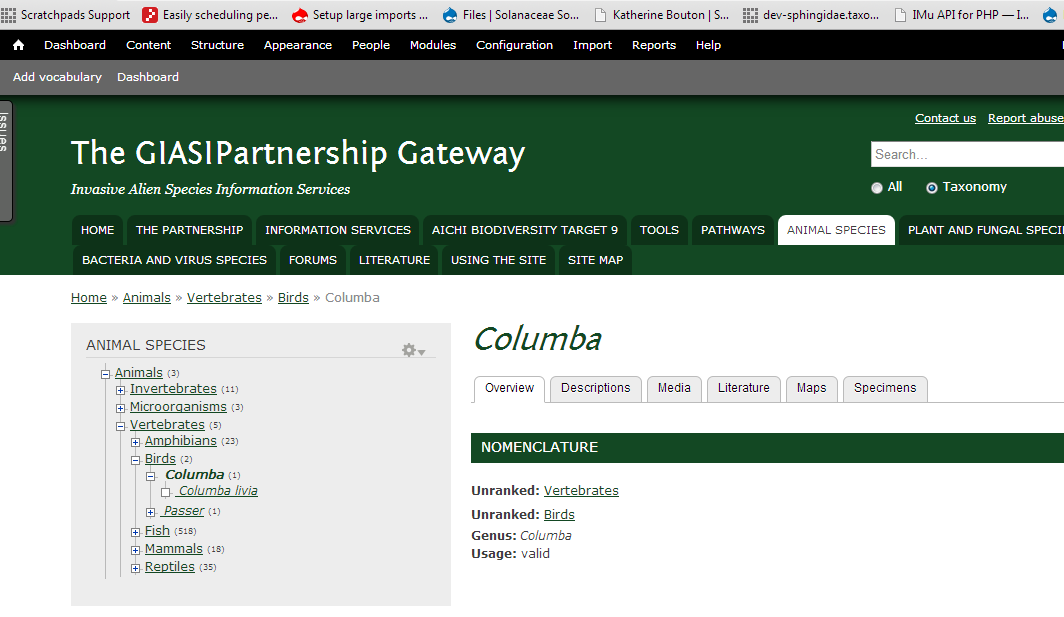 Scratchpads Support Easily scheduling pe... Setup large imports ... Files | Solanaceae So... Katherine Bouton | S... dev-sphingidae.taxo... IMu API for PHP — I...
Dashboard Content Structure Appearance People Modules Configuration Import Reports Help
Add vocabulary Dashboard
Issues
Contact us Report abuse
The GIASIPartnership Gateway
Search...
Invasive Alien Species Information Services
All Taxonomy
HOME THE PARTNERSHIP INFORMATION SERVICES AICHI BIODIVERSITY TARGET 9 TOOLS PATHWAYS ANIMAL SPECIES PLANT AND FUNGAL SPECI
BACTERIA AND VIRUS SPECIES FORUMS LITERATURE USING THE SITE SITE MAP
Home » Animals » Vertebrates » Birds » Columba
ANIMAL SPECIES
Animals (3)
Invertebrates (11)
Microorganisms (3)
Vertebrates (5)
Amphibians (23)
Birds (2)
Columba (1)
Columba livia
Passer (1)
Fish (518)
Mammals (18)
Reptiles (35)
Columba
Overview Descriptions Media Literature Maps Specimens
NOMENCLATURE
Unranked: Vertebrates
Unranked: Birds
Genus: Columba
Usage: valid